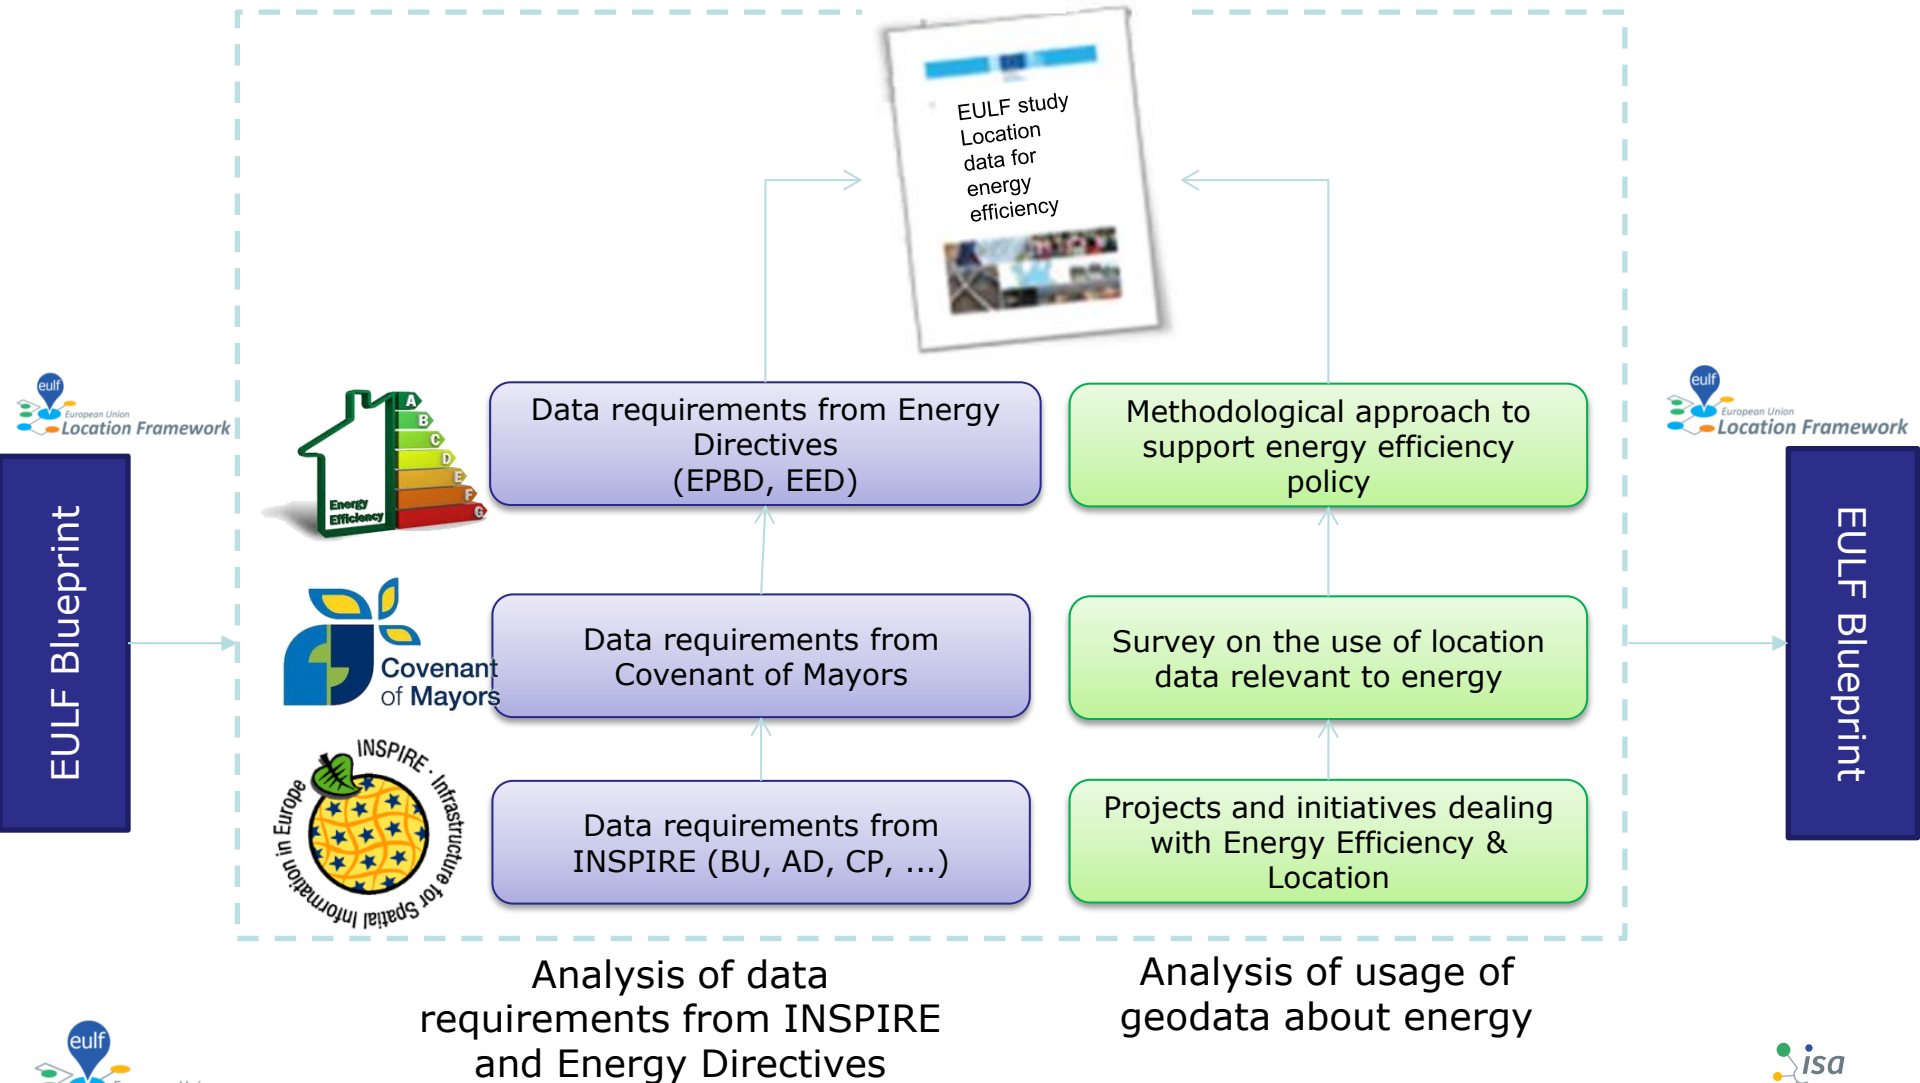 EULF study
Location
data for
energy
efficiency
eulf
European Union
Location Framework
eulf
European Union
Location Framework
EULF Blueprint
EULF Blueprint
A
B
C
D
E
F
G
Energy
Efficiency
Data requirements from Energy
Directives
(EPBD, EED)
Methodological approach to
support energy efficiency
policy
Covenant
of Mayors
Data requirements from
Covenant of Mayors
Survey on the use of location
data relevant to energy
INSPIRE · Infrastructure for Spatial Information in Europe
Data requirements from
INSPIRE (BU, AD, CP, ...)
Projects and initiatives dealing
with Energy Efficiency &
Location
Analysis of data
requirements from INSPIRE
and Energy Directives
Analysis of usage of
geodata about energy
eulf
isa